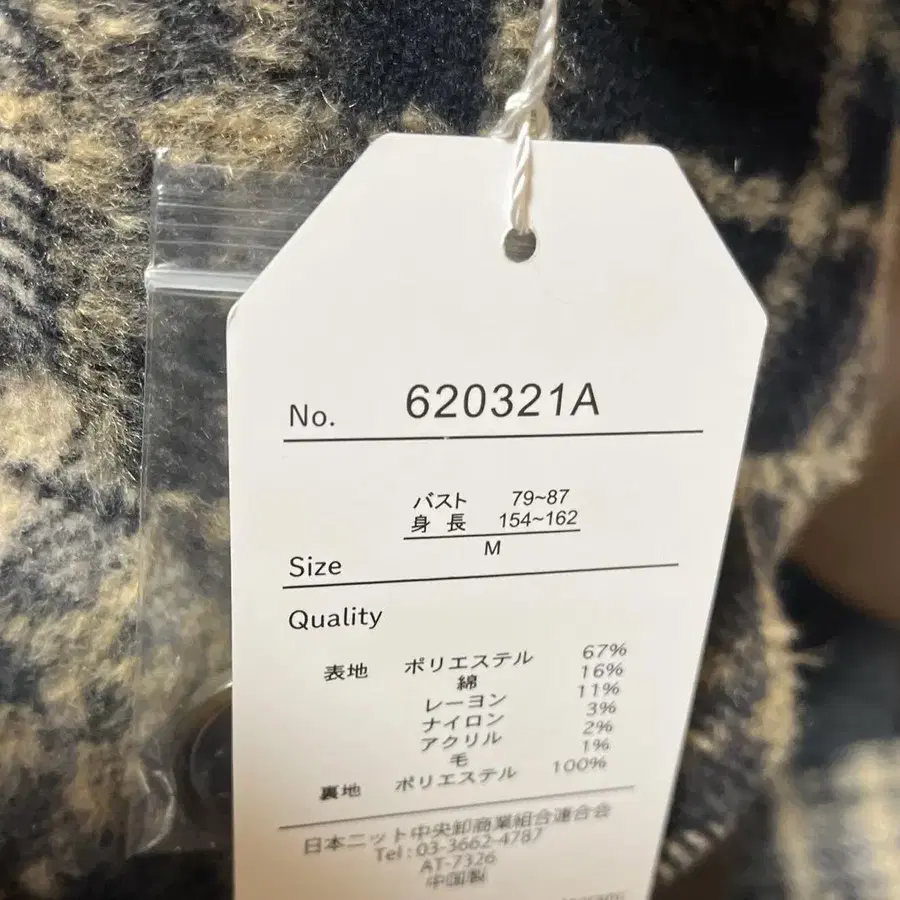 No. 620321A
バスト 79~87
身 長 154~162
M
Size
Quality
表地 ポリエステル 67%
綿 16%
レーヨン 11%
ナイロン 3%
アクリル 2%
毛 1%
裏地 ポリエステル 100%
日本ニット中央卸商業組合連合会
Tel : 03-3662-4787
AT-7326
中国製